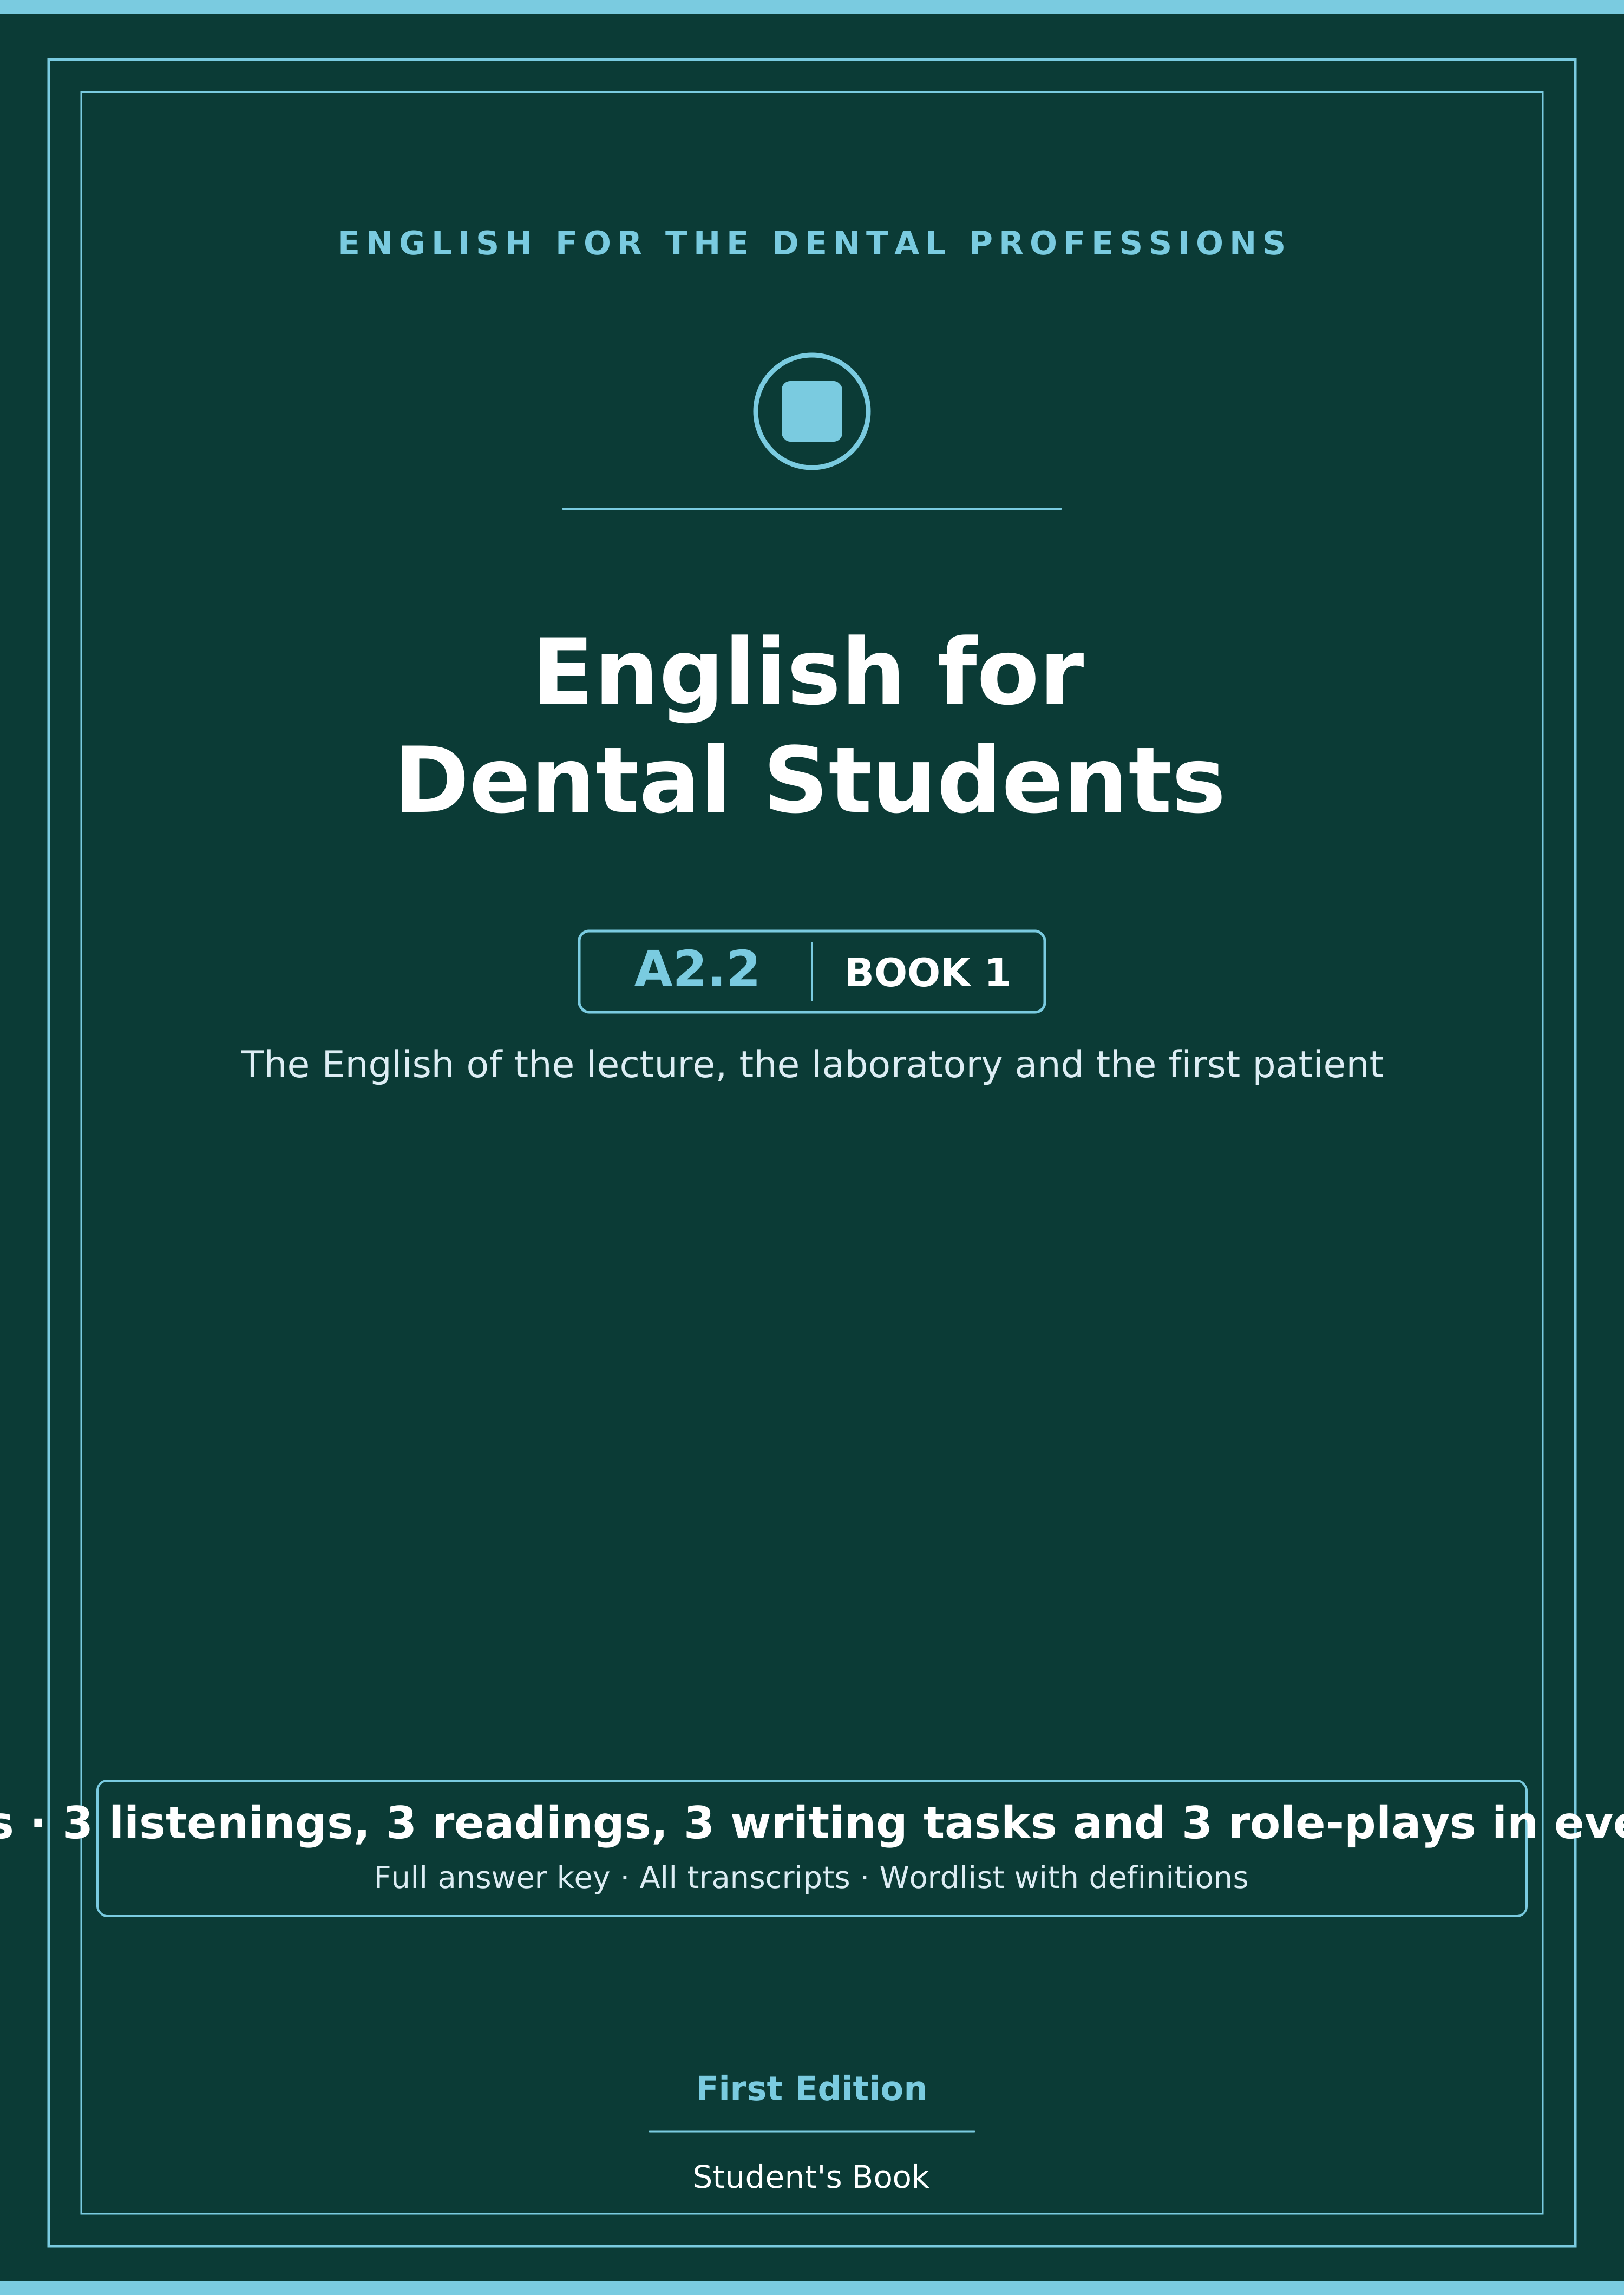 ENGLISH FOR THE DENTAL PROFESSIONS
English for
Dental Students
A2.2 BOOK 1
The English of the lecture, the laboratory and the first patient
· 3 listenings, 3 readings, 3 writing tasks and 3 role-plays in
Full answer key · All transcripts · Wordlist with definitions
First Edition
Student's Book